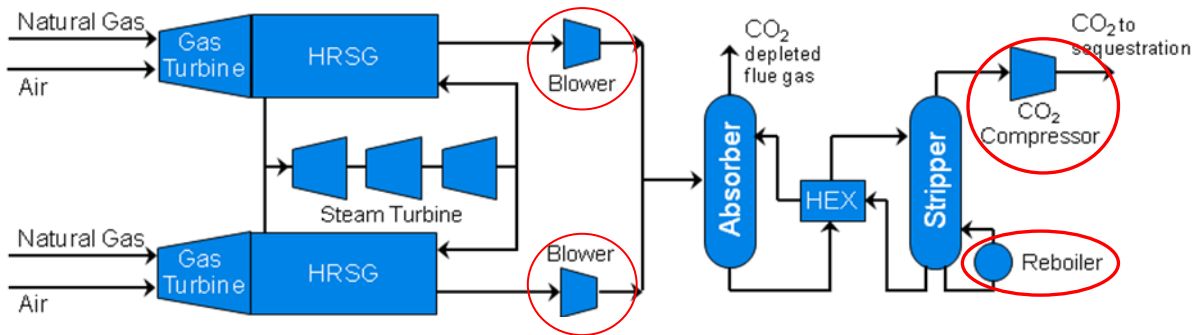 Natural Gas
Air
Gas
Turbine
HRSG
Blower
Steam Turbine
Natural Gas
Air
Gas
Turbine
HRSG
Blower
CO2
depleted
flue gas
Absorber
HEX
Stripper
CO2 to
sequestration
CO2
Compressor
Reboiler